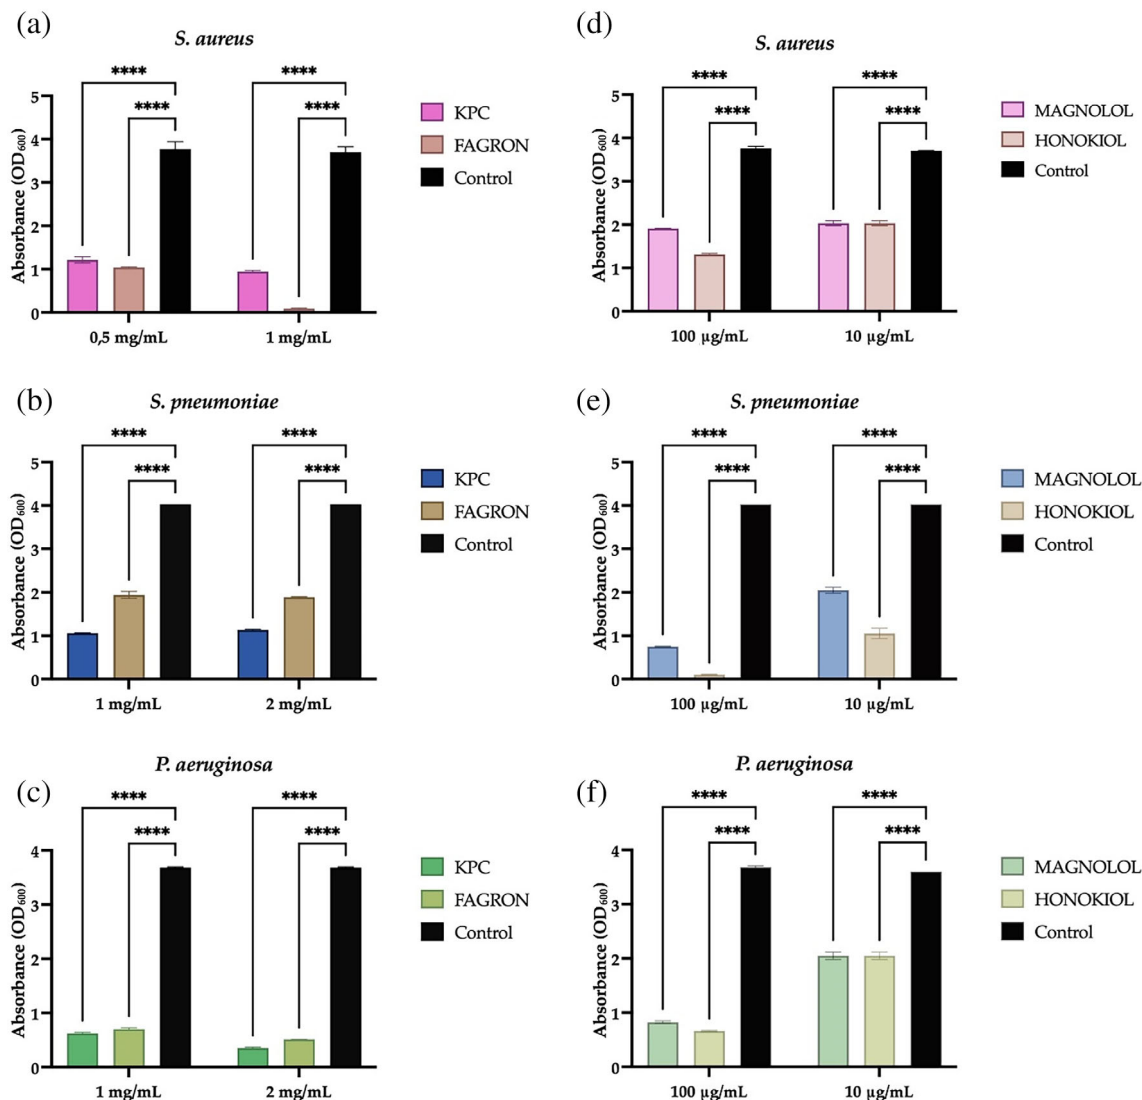 (a)
S. aureus
**** ****
**** ****
Absorbance (OD600)
5
4
3
2
1
0
0,5 mg/mL 1 mg/mL
KPC
FAGRON
Control
(d)
S. aureus
**** ****
**** ****
Absorbance (OD600)
5
4
3
2
1
0
100 µg/mL 10 µg/mL
MAGNOLOL
HONOKIOL
Control
(b)
S. pneumoniae
**** ****
**** ****
Absorbance (OD600)
5
4
3
2
1
0
1 mg/mL 2 mg/mL
KPC
FAGRON
Control
(e)
S. pneumoniae
**** ****
**** ****
Absorbance (OD600)
5
4
3
2
1
0
100 µg/mL 10 µg/mL
MAGNOLOL
HONOKIOL
Control
(c)
P. aeruginosa
**** ****
**** ****
Absorbance (OD600)
4
3
2
1
0
1 mg/mL 2 mg/mL
KPC
FAGRON
Control
(f)
P. aeruginosa
**** ****
**** ****
Absorbance (OD600)
4
3
2
1
0
100 µg/mL 10 µg/mL
MAGNOLOL
HONOKIOL
Control